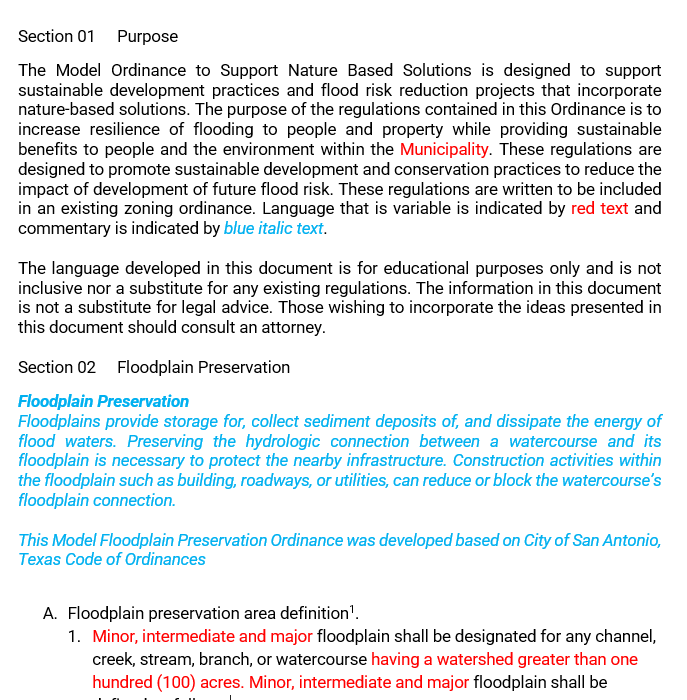 Section 01 Purpose
The Model Ordinance to Support Nature Based Solutions is designed to support
sustainable development practices and flood risk reduction projects that incorporate
nature-based solutions. The purpose of the regulations contained in this Ordinance is to
increase resilience of flooding to people and property while providing sustainable
benefits to people and the environment within the Municipality. These regulations are
designed to promote sustainable development and conservation practices to reduce the
impact of development of future flood risk. These regulations are written to be included
in an existing zoning ordinance. Language that is variable is indicated by red text and
commentary is indicated by blue italic text.
The language developed in this document is for educational purposes only and is not
inclusive nor a substitute for any existing regulations. The information in this document
is not a substitute for legal advice. Those wishing to incorporate the ideas presented in
this document should consult an attorney.
Section 02 Floodplain Preservation
Floodplain Preservation
Floodplains provide storage for, collect sediment deposits of, and dissipate the energy of
flood waters. Preserving the hydrologic connection between a watercourse and its
floodplain is necessary to protect the nearby infrastructure. Construction activities within
the floodplain such as building, roadways, or utilities, can reduce or block the watercourse's
floodplain connection.
This Model Floodplain Preservation Ordinance was developed based on City of San Antonio,
Texas Code of Ordinances
A. Floodplain preservation area definition¹.
1. Minor, intermediate and major floodplain shall be designated for any channel,
creek, stream, branch, or watercourse having a watershed greater than one
hundred (100) acres. Minor, intermediate and major floodplain shall be